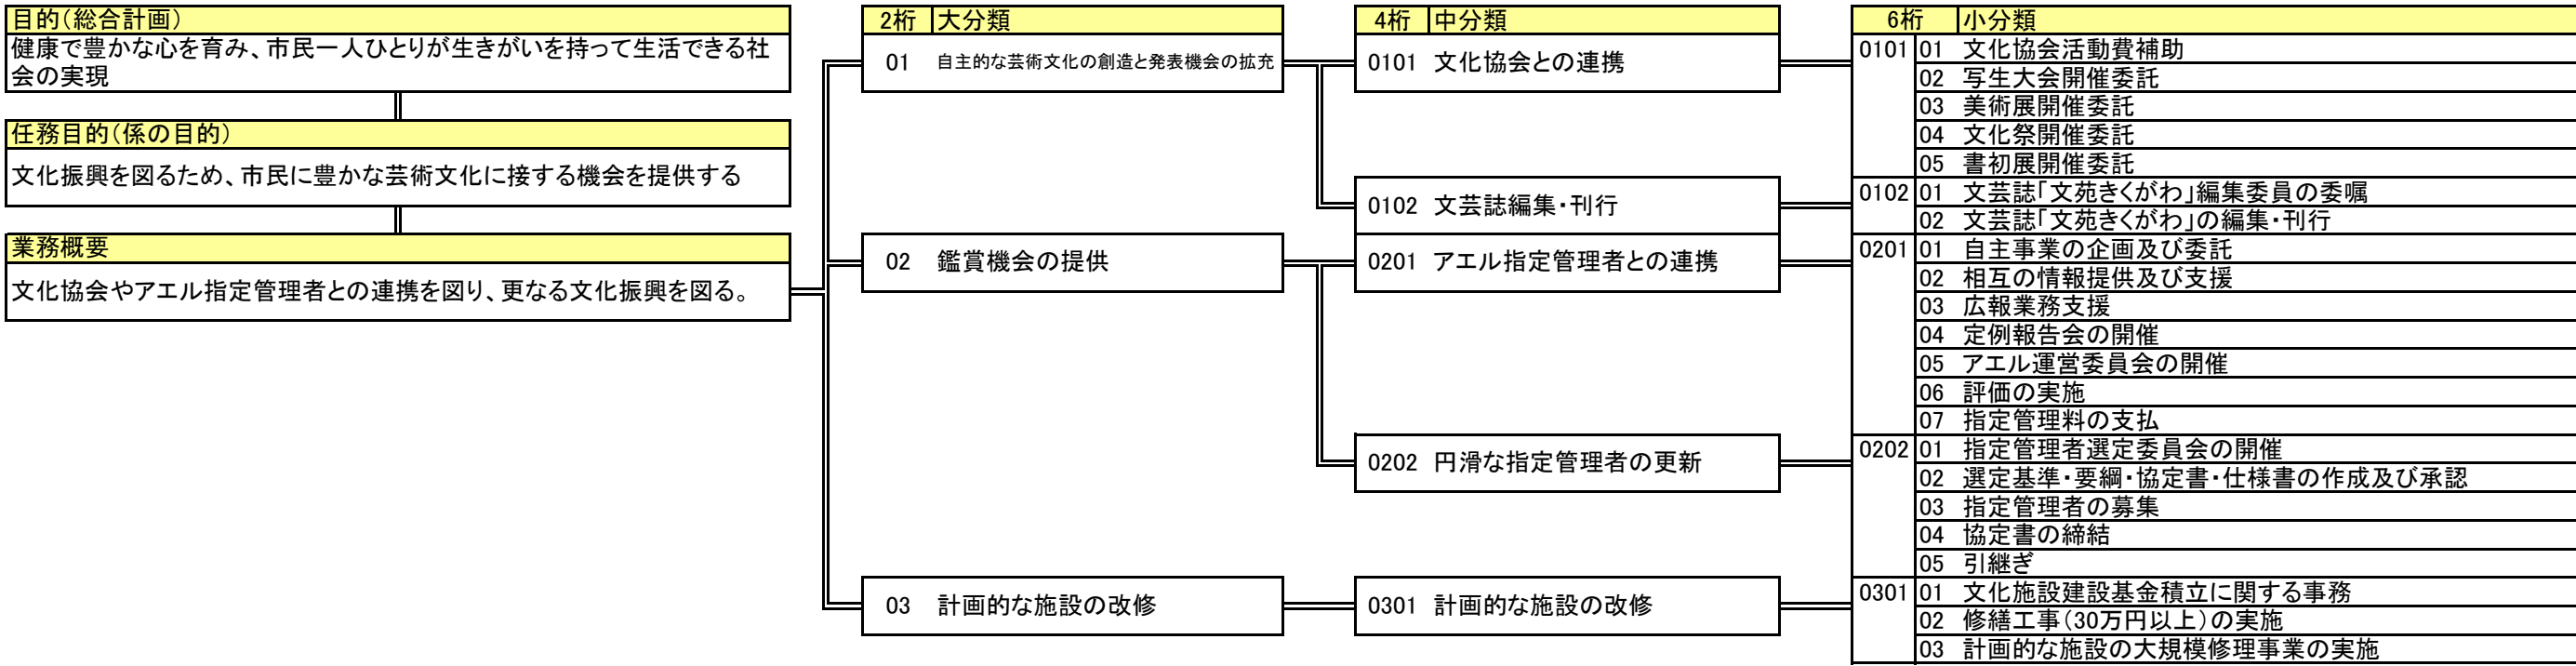 目的（総合計画）
健康で豊かな心を育み、市民一人ひとりが生きがいを持って生活できる社
会の実現
任務目的（係の目的）
文化振興を図るため、市民に豊かな芸術文化に接する機会を提供する
業務概要
文化協会やアエル指定管理者との連携を図り、更なる文化振興を図る。
2桁 大分類
01 自主的な芸術文化の創造と発表機会の拡充
02 鑑賞機会の提供
03 計画的な施設の改修
4桁 中分類
0101 文化協会との連携
0102 文芸誌編集・刊行
0201 アエル指定管理者との連携
0202 円滑な指定管理者の更新
0301 計画的な施設の改修
6桁 小分類
0101 01 文化協会活動費補助
02 写生大会開催委託
03 美術展開催委託
04 文化祭開催委託
05 書初展開催委託
0102 01 文芸誌「文苑きくがわ」編集委員の委嘱
02 文芸誌「文苑きくがわ」の編集・刊行
0201 01 自主事業の企画及び委託
02 相互の情報提供及び支援
03 広報業務支援
04 定例報告会の開催
05 アエル運営委員会の開催
06 評価の実施
07 指定管理料の支払
0202 01 指定管理者選定委員会の開催
02 選定基準・要綱・協定書・仕様書の作成及び承認
03 指定管理者の募集
04 協定書の締結
05 引継ぎ
0301 01 文化施設建設基金積立に関する事務
02 修繕工事（30万円以上）の実施
03 計画的な施設の大規模修理事業の実施